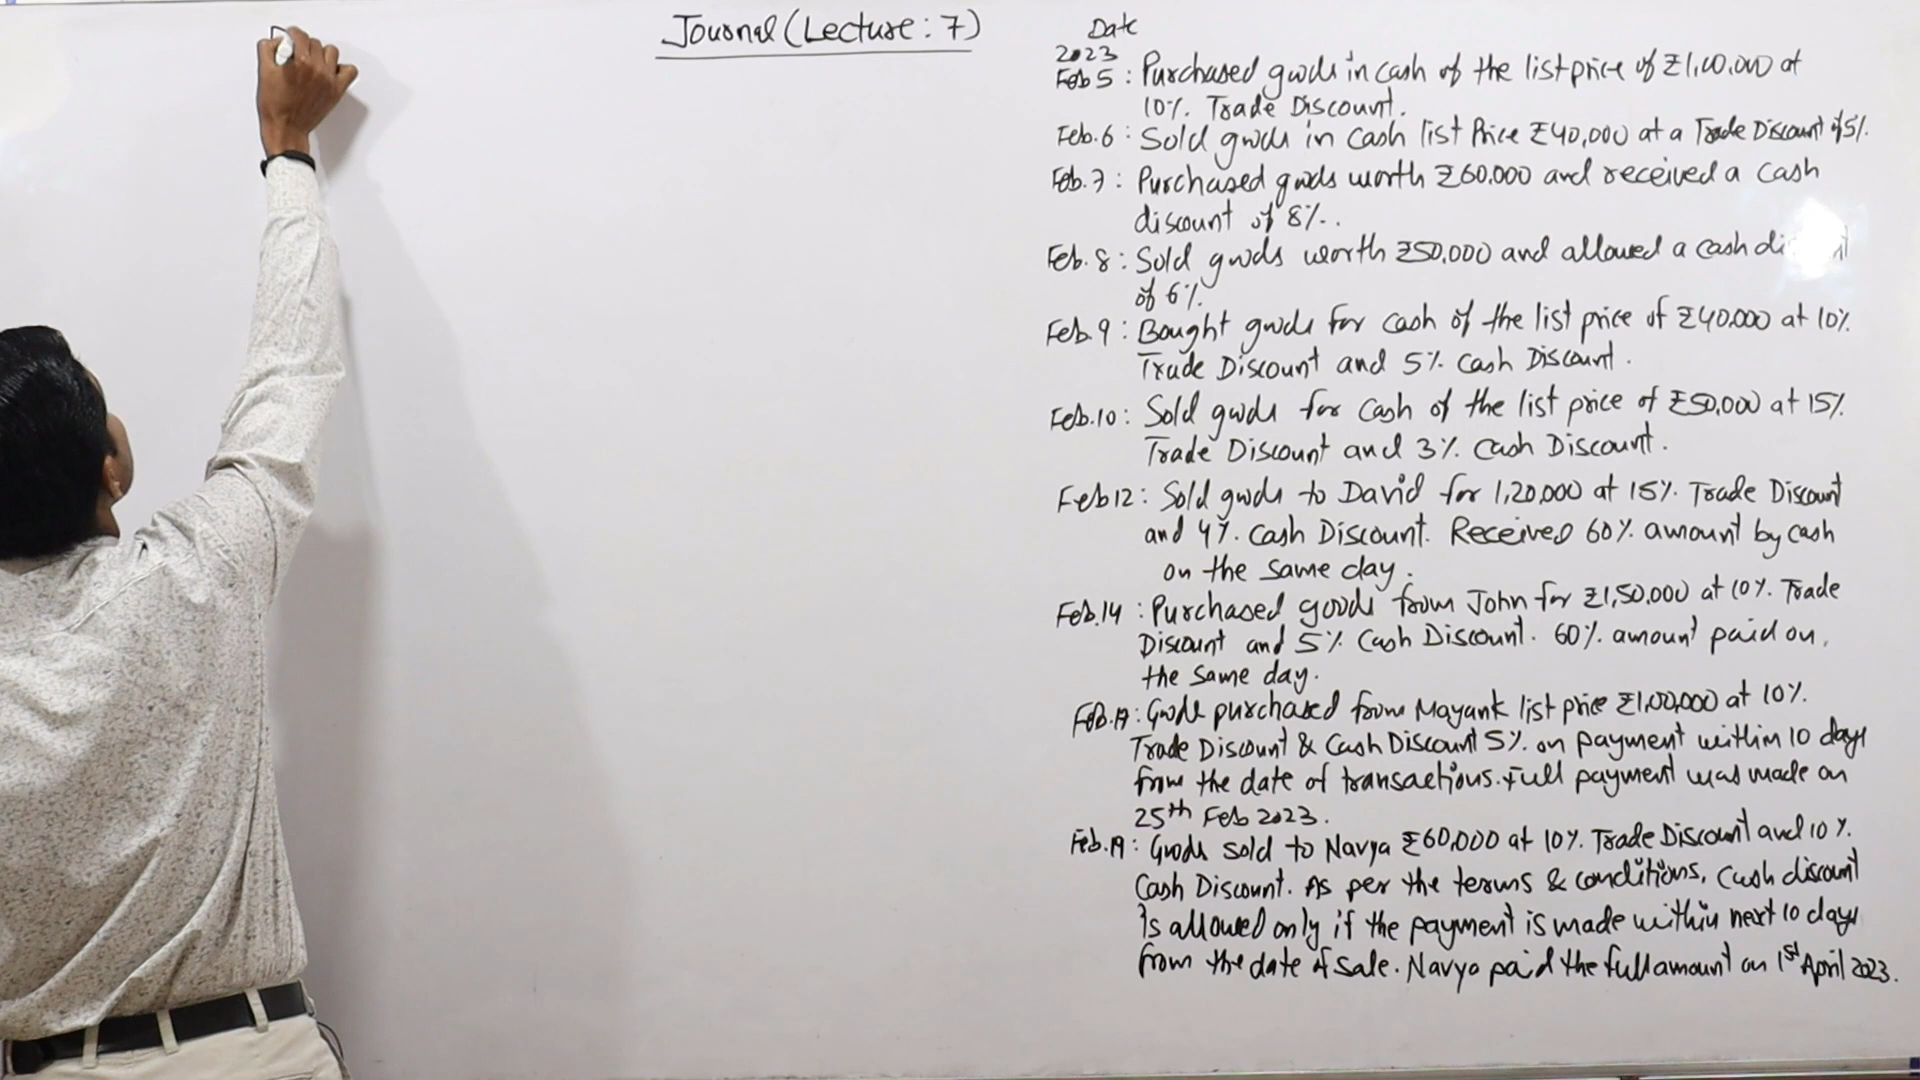 Journal (Lecture : 7)
Date
2023
Feb 5 : Purchased goods in cash of the list price of ₹1,00,000 at
10%. Trade Discount.
Feb. 6 : Sold goods in cash list Price ₹40,000 at a Trade Discount of 5%.
Feb. 7 : Purchased goods worth ₹60,000 and received a cash
discount of 8%..
Feb. 8 : Sold goods worth ₹50,000 and allowed a cash
of 6%.
Feb. 9 : Bought goods for cash of the list price of ₹40,000 at 10%.
Trade Discount and 5%. Cash Discount.
Feb. 10 : Sold goods for cash of the list price of ₹50,000 at 15%.
Trade Discount and 3%. Cash Discount.
Feb 12 : Sold goods to David for 1,20,000 at 15%. Trade Discount
and 4%. Cash Discount. Received 60%. amount by cash
on the same day.
Feb. 14 : Purchased goods from John for ₹1,50,000 at 10%. Trade
Discount and 5%. Cash Discount. 60%. amount paid on.
the same day.
Feb. 17 : Goods purchased from Mayank list price ₹1,00,000 at 10%.
Trade Discount & Cash Discount 5%. on payment within 10 days
from the date of transactions. Full payment was made on
25th Feb 2023.
Feb. 19 : Goods sold to Navya ₹60,000 at 10%. Trade Discount and 10%.
Cash Discount. As per the terms & conditions, Cash discount
is allowed only if the payment is made within next 10 days
from the date of sale. Navya paid the full amount on 1st April 2023.